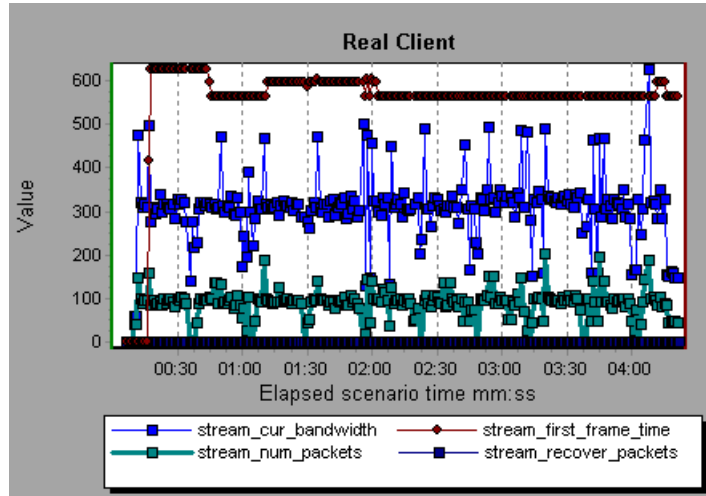 Real Client
Value
600
500
400
300
200
100
0
00:30 01:00 01:30 02:00 02:30 03:00 03:30 04:00
Elapsed scenario time mm:ss
stream_cur_bandwidth stream_first_frame_time
stream_num_packets stream_recover_packets